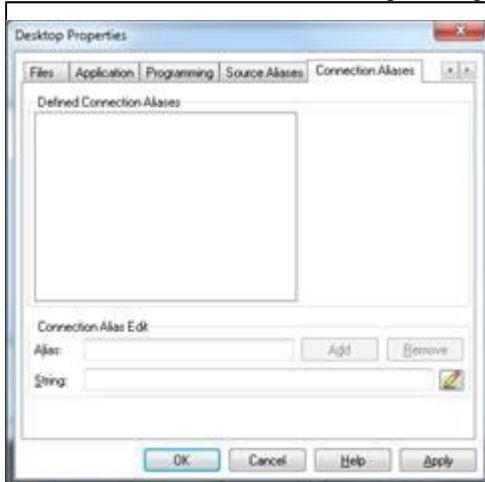 Desktop Properties
Files Application Programming Source Aliases Connection Aliases
Defined Connection Aliases
Connection Alias Edit
Alias: Add Remove
String:
OK Cancel Help Apply